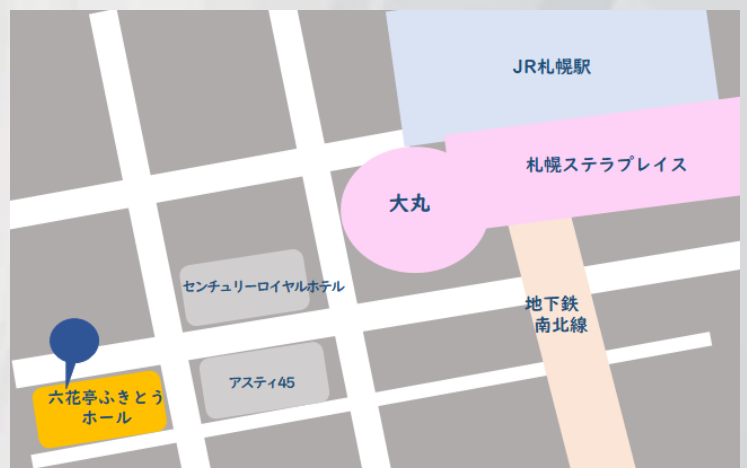 JR札幌駅
札幌ステラプレイス
大丸
センチュリーロイヤルホテル
地下鉄
南北線
アスティ45
六花亭ふきとう
ホール